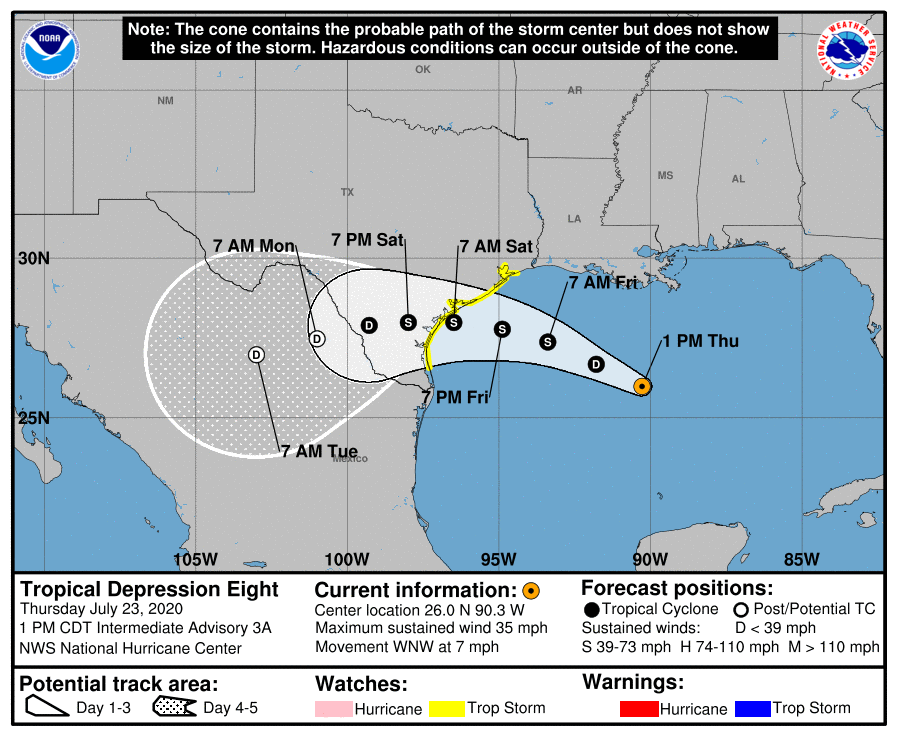 Note: The cone contains the probable path of the storm center but does not show
the size of the storm. Hazardous conditions can occur outside of the cone.
NOAA
NATIONAL WEATHER SERVICE
OK
NM
AR
MS
AL
TX
LA
7 AM Mon
7 PM Sat
7 AM Sat
30N
7 AM Fri
D
S
S
S
S
D
D
D
1 PM Thu
7 PM Fri
25N
7 AM Tue
Mexico
105W
100W
95W
90W
85W
Tropical Depression Eight
Thursday July 23, 2020
1 PM CDT Intermediate Advisory 3A
NWS National Hurricane Center
Current information:
Center location 26.0 N 90.3 W
Maximum sustained wind 35 mph
Movement WNW at 7 mph
Forecast positions:
Tropical Cyclone Post/Potential TC
Sustained winds: D < 39 mph
S 39-73 mph H 74-110 mph M > 110 mph
Potential track area:
Day 1-3 Day 4-5
Watches:
Hurricane Trop Storm
Warnings:
Hurricane Trop Storm